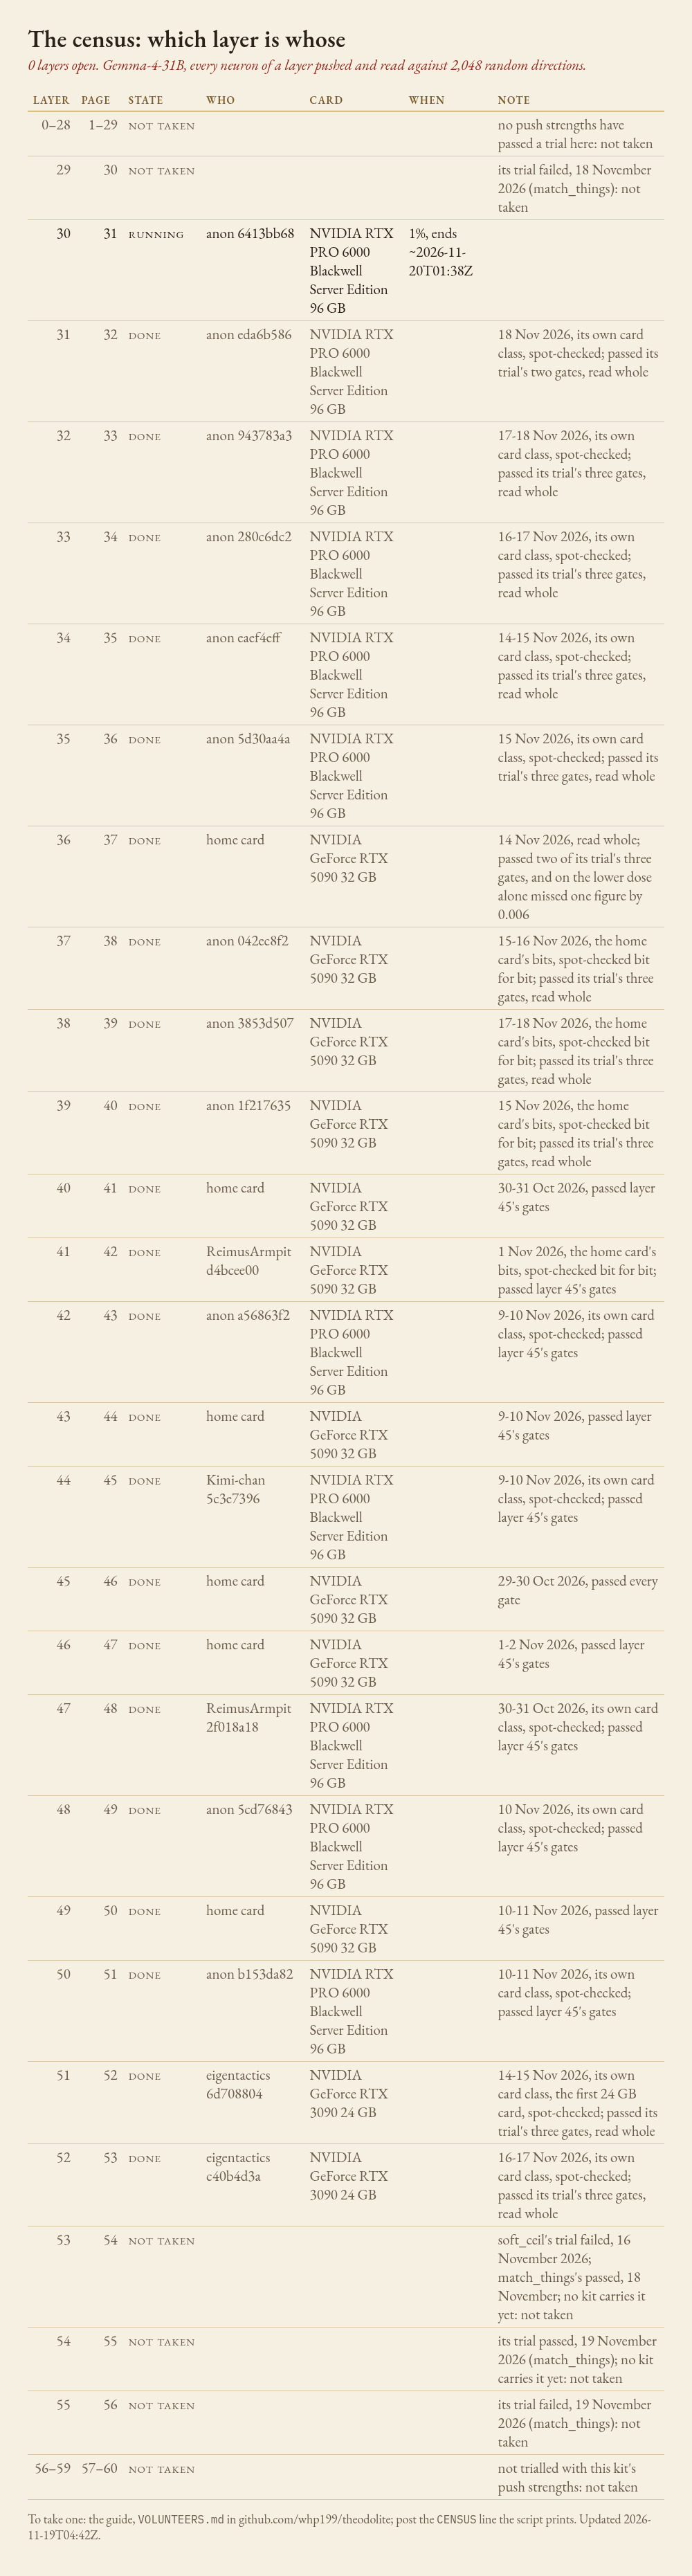 The census: which layer is whose
0 layers open. Gemma-4-31B, every neuron of a layer pushed and read against 2,048 random directions.
LAYER PAGE STATE WHO CARD WHEN NOTE
0–28 1–29 NOT TAKEN no push strengths have
passed a trial here: not taken
29 30 NOT TAKEN its trial failed, 18 November
2026 (match_things): not
taken
30 31 RUNNING anon 6413bb68 NVIDIA RTX 1%, ends
PRO 6000 ~2026-11-
Blackwell 20T01:38Z
Server Edition
96 GB
31 32 DONE anon eda6b586 NVIDIA RTX 18 Nov 2026, its own card
PRO 6000 class, spot-checked; passed its
Blackwell trial's two gates, read whole
Server Edition
96 GB
32 33 DONE anon 943783a3 NVIDIA RTX 17-18 Nov 2026, its own
PRO 6000 card class, spot-checked;
Blackwell passed its trial's three gates,
Server Edition read whole
96 GB
33 34 DONE anon 280c6dc2 NVIDIA RTX 16-17 Nov 2026, its own
PRO 6000 card class, spot-checked;
Blackwell passed its trial's three gates,
Server Edition read whole
96 GB
34 35 DONE anon eaef4eff NVIDIA RTX 14-15 Nov 2026, its own
PRO 6000 card class, spot-checked;
Blackwell passed its trial's three gates,
Server Edition read whole
96 GB
35 36 DONE anon 5d30aa4a NVIDIA RTX 15 Nov 2026, its own card
PRO 6000 class, spot-checked; passed its
Blackwell trial's three gates, read whole
Server Edition
96 GB
36 37 DONE home card NVIDIA 14 Nov 2026, read whole;
GeForce RTX passed two of its trial's three
5090 32 GB gates, and on the lower dose
alone missed one figure by
0.006
37 38 DONE anon 042ec8f2 NVIDIA 15-16 Nov 2026, the home
GeForce RTX card's bits, spot-checked bit
5090 32 GB for bit; passed its trial's three
gates, read whole
38 39 DONE anon 3853d507 NVIDIA 17-18 Nov 2026, the home
GeForce RTX card's bits, spot-checked bit
5090 32 GB for bit; passed its trial's three
gates, read whole
39 40 DONE anon 1f217635 NVIDIA 15 Nov 2026, the home
GeForce RTX card's bits, spot-checked bit
5090 32 GB for bit; passed its trial's three
gates, read whole
40 41 DONE home card NVIDIA 30-31 Oct 2026, passed layer
GeForce RTX 45's gates
5090 32 GB
41 42 DONE ReimusArmpit NVIDIA 1 Nov 2026, the home card's
d4bcee00 GeForce RTX bits, spot-checked bit for bit;
5090 32 GB passed layer 45's gates
42 43 DONE anon a56863f2 NVIDIA RTX 9-10 Nov 2026, its own card
PRO 6000 class, spot-checked; passed
Blackwell layer 45's gates
Server Edition
96 GB
43 44 DONE home card NVIDIA 9-10 Nov 2026, passed layer
GeForce RTX 45's gates
5090 32 GB
44 45 DONE Kimi-chan NVIDIA RTX 9-10 Nov 2026, its own card
5c3e7396 PRO 6000 class, spot-checked; passed
Blackwell layer 45's gates
Server Edition
96 GB
45 46 DONE home card NVIDIA 29-30 Oct 2026, passed every
GeForce RTX gate
5090 32 GB
46 47 DONE home card NVIDIA 1-2 Nov 2026, passed layer
GeForce RTX 45's gates
5090 32 GB
47 48 DONE ReimusArmpit NVIDIA RTX 30-31 Oct 2026, its own card
2f018a18 PRO 6000 class, spot-checked; passed
Blackwell layer 45's gates
Server Edition
96 GB
48 49 DONE anon 5cd76843 NVIDIA RTX 10 Nov 2026, its own card
PRO 6000 class, spot-checked; passed
Blackwell layer 45's gates
Server Edition
96 GB
49 50 DONE home card NVIDIA 10-11 Nov 2026, passed layer
GeForce RTX 45's gates
5090 32 GB
50 51 DONE anon b153da82 NVIDIA RTX 10-11 Nov 2026, its own
PRO 6000 card class, spot-checked;
Blackwell passed layer 45's gates
Server Edition
96 GB
51 52 DONE eigentactics NVIDIA 14-15 Nov 2026, its own
6d708804 GeForce RTX card class, the first 24 GB
3090 24 GB card, spot-checked; passed its
trial's three gates, read whole
52 53 DONE eigentactics NVIDIA 16-17 Nov 2026, its own
c40b4d3a GeForce RTX card class, spot-checked;
3090 24 GB passed its trial's three gates,
read whole
53 54 NOT TAKEN soft_ceil's trial failed, 16
November 2026;
match_things's passed, 18
November; no kit carries it
yet: not taken
54 55 NOT TAKEN its trial passed, 19 November
2026 (match_things); no kit
carries it yet: not taken
55 56 NOT TAKEN its trial failed, 19 November
2026 (match_things): not
taken
56–59 57–60 NOT TAKEN not trialled with this kit's
push strengths: not taken
To take one: the guide, VOLUNTEERS.md in github.com/whp199/theodolite; post the CENSUS line the script prints. Updated 2026-
11-19T04:42Z.